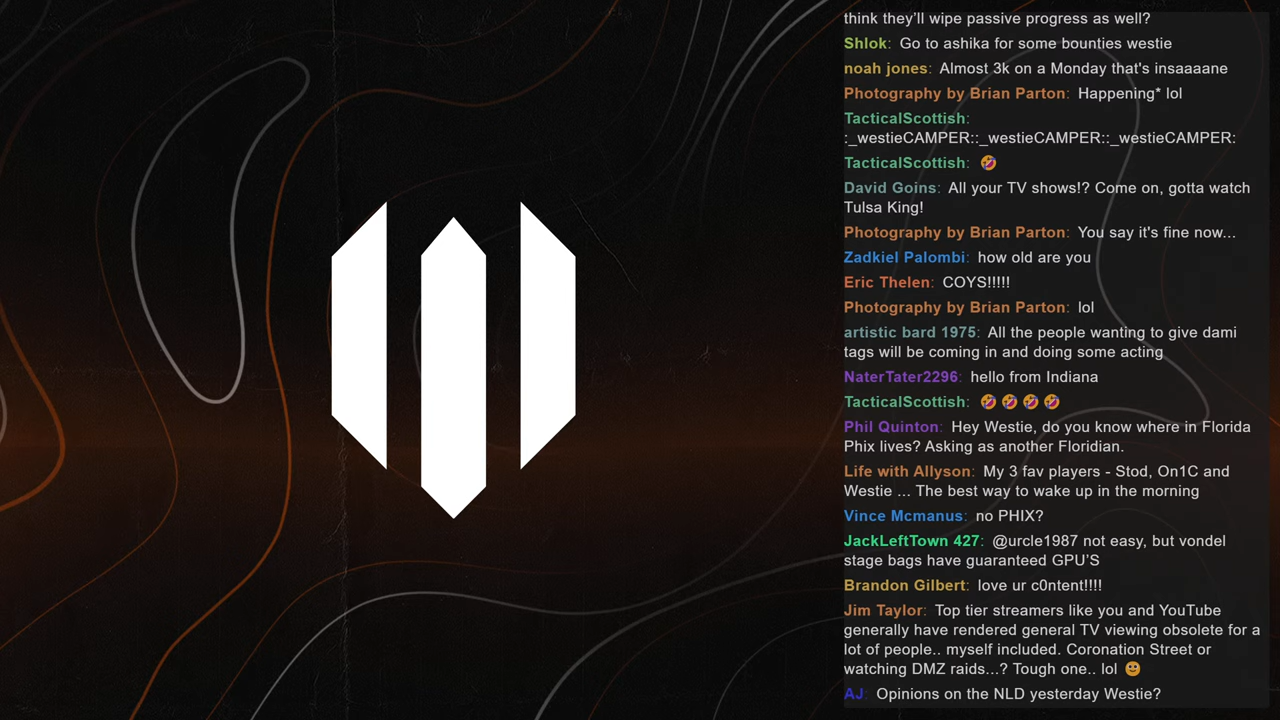 think they’ll wipe passive progress as well?
Shlok: Go to ashika for some bounties westie
noah jones: Almost 3k on a Monday that's insaaaane
Photography by Brian Parton: Happening* lol
TacticalScottish:
:_westieCAMPER::_westieCAMPER::_westieCAMPER:
TacticalScottish: 🤣
David Goins: All your TV shows!? Come on, gotta watch
Tulsa King!
Photography by Brian Parton: You say it's fine now...
Zadkiel Palombi: how old are you
Eric Thelen: COYS!!!!!
Photography by Brian Parton: lol
artistic bard 1975: All the people wanting to give dami
tags will be coming in and doing some acting
NaterTater2296: hello from Indiana
TacticalScottish: 🤣🤣🤣🤣
Phil Quinton: Hey Westie, do you know where in Florida
Phix lives? Asking as another Floridian.
Life with Allyson: My 3 fav players - Stod, On1C and
Westie ... The best way to wake up in the morning
Vince Mcmanus: no PHIX?
JackLeftTown 427: @urcle1987 not easy, but vondel
stage bags have guaranteed GPU’S
Brandon Gilbert: love ur c0ntent!!!!
Jim Taylor: Top tier streamers like you and YouTube
generally have rendered general TV viewing obsolete for a
lot of people.. myself included. Coronation Street or
watching DMZ raids...? Tough one.. lol 🙂
AJ: Opinions on the NLD yesterday Westie?